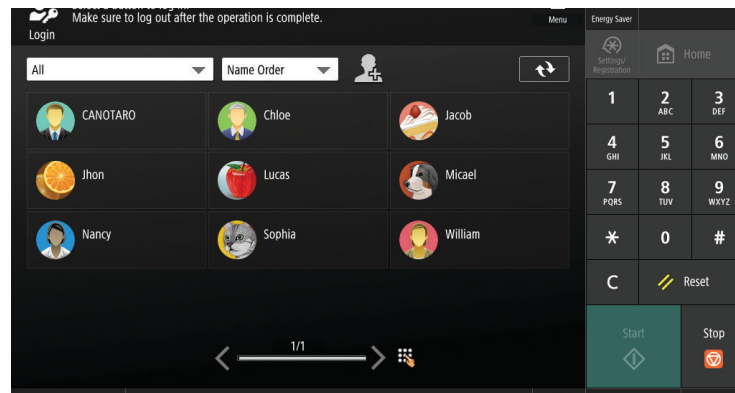 Make sure to log out after the operation is complete.
Login
Menu
All
Name Order
CANOTARO
Chloe
Jacob
Jhon
Lucas
Micael
Nancy
Sophia
William
1/1
Energy Saver
Settings/
Registration
Home
1
2
ABC
3
DEF
4
GHI
5
JKL
6
MNO
7
PQRS
8
TUV
9
WXYZ
*
0
#
C
Reset
Start
Stop